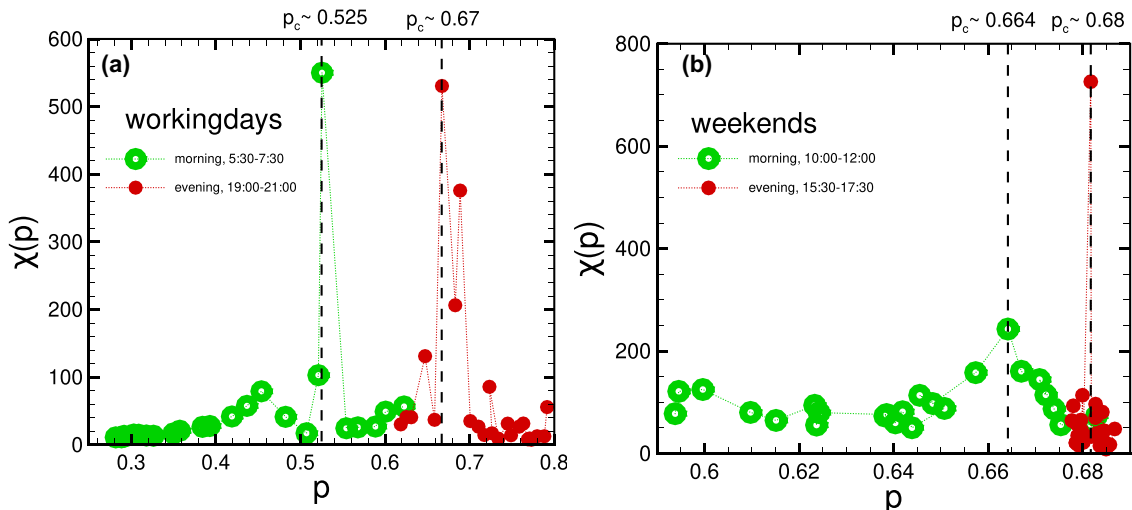 p_c~ 0.525 p_c~ 0.67
600
(a)
500
workingdays
morning, 5:30-7:30
evening, 19:00-21:00
400
χ(p)
300
200
100
0
0.3 0.4 0.5 0.6 0.7 0.8
p
p_c~ 0.664 p_c~ 0.68
800
(b)
weekends
600
morning, 10:00-12:00
evening, 15:30-17:30
χ(p)
400
200
0
0.6 0.62 0.64 0.66 0.68
p